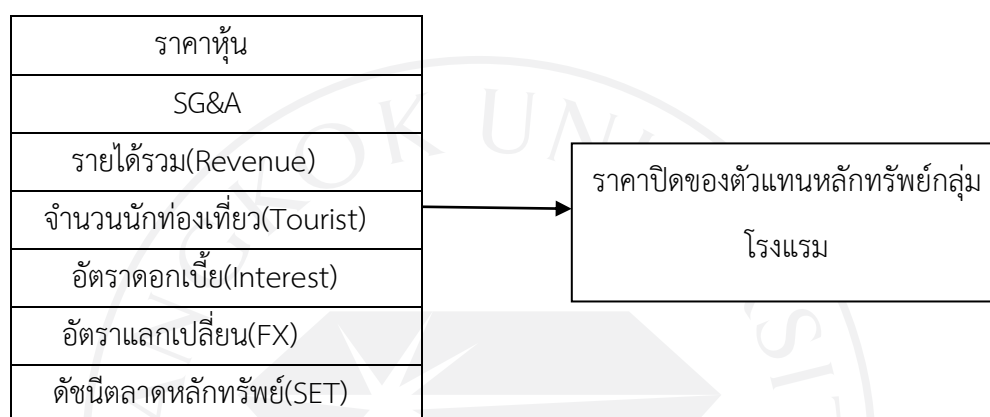 ราคาหุ้น
SG&A
รายได้รวม(Revenue)
จำนวนนักท่องเที่ยว(Tourist)
อัตราดอกเบี้ย(Interest)
อัตราแลกเปลี่ยน(FX)
ดัชนีตลาดหลักทรัพย์(SET)
ราคาปิดของตัวแทนหลักทรัพย์กลุ่ม
โรงแรม